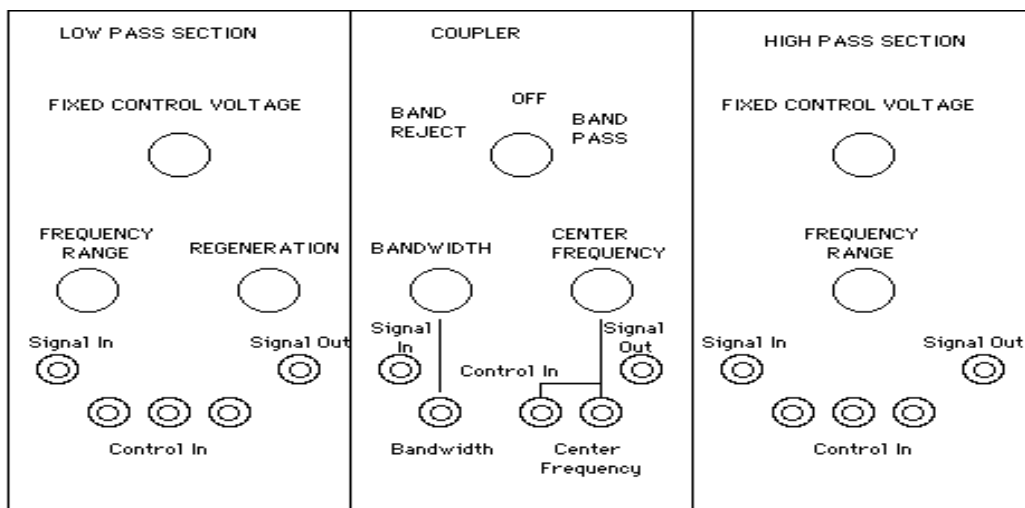 LOW PASS SECTION
FIXED CONTROL VOLTAGE
FREQUENCY
RANGE
REGENERATION
Signal In
Signal Out
Control In
COUPLER
OFF
BAND
REJECT
BAND
PASS
BANDWIDTH
CENTER
FREQUENCY
Signal
In
Signal
Out
Control In
Bandwidth
Center
Frequency
HIGH PASS SECTION
FIXED CONTROL VOLTAGE
FREQUENCY
RANGE
Signal In
Signal Out
Control In